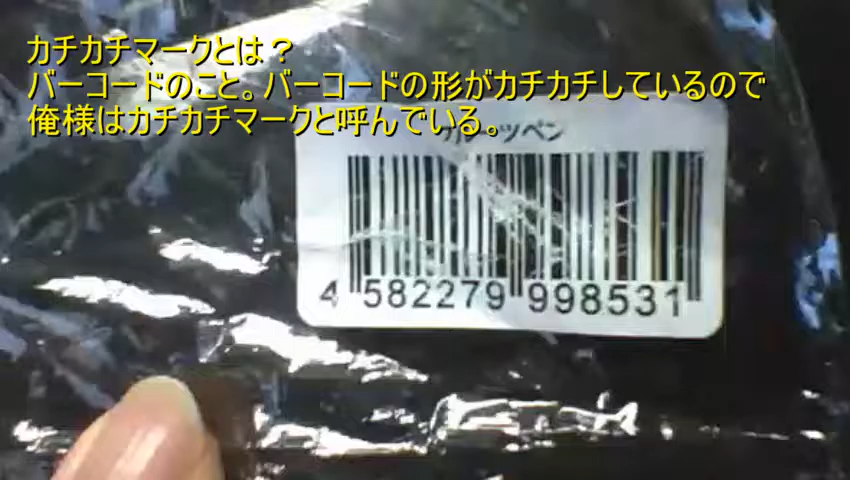 カチカチマークとは？
バーコードのこと。バーコードの形がカチカチしているので
俺様はカチカチマークと呼んでいる。
4 582279 998531